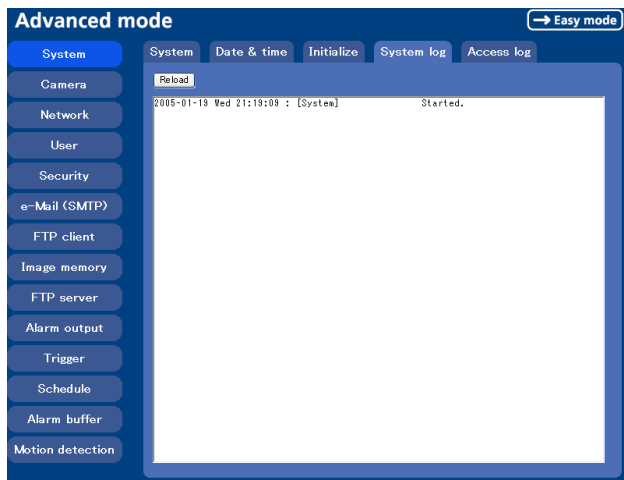 Advanced mode
→ Easy mode
System
Camera
Network
User
Security
e-Mail (SMTP)
FTP client
Image memory
FTP server
Alarm output
Trigger
Schedule
Alarm buffer
Motion detection
System Date & time Initialize System log Access log
Reload
2005-01-19 Wed 21:19:09 : [System] Started.